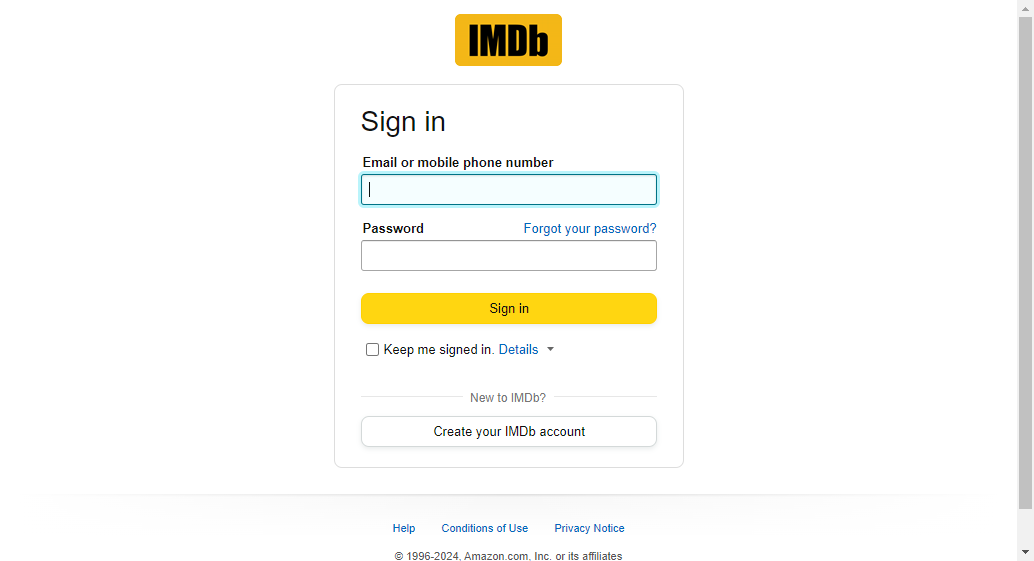 IMDb
Sign in
Email or mobile phone number
Password Forgot your password?
Sign in
Keep me signed in. Details
New to IMDb?
Create your IMDb account
Help Conditions of Use Privacy Notice
© 1996-2024, Amazon.com, Inc. or its affiliates